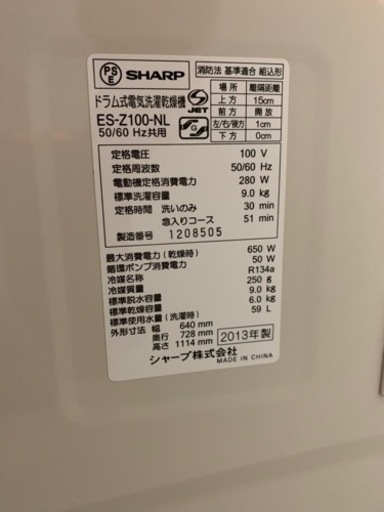 PS E
SHARP
ドラム式電気洗濯乾燥機
S JET
ES-Z100-NL
50/60 Hz共用
消防法 基準適合 組込形
場所 離隔距離
上方 15cm
前方 開放
左/右/後方 1cm
下方 0cm
定格電圧 100 V
定格周波数 50/60 Hz
電動機定格消費電力 280 W
標準洗濯容量 9.0 kg
定格時間 洗いのみ 30 min
念入りコース 51 min
製造番号 1208505
最大消費電力(乾燥時) 650 W
循環ポンプ消費電力 50 W
冷媒名称 R134a
冷媒質量 250 g
標準脱水容量 9.0 kg
標準乾燥容量 6.0 kg
標準使用水量(洗濯時) 59 L
外形寸法 幅 640 mm
奥行 728 mm
高さ 1114 mm
2013年製
シャープ株式会社
MADE IN CHINA